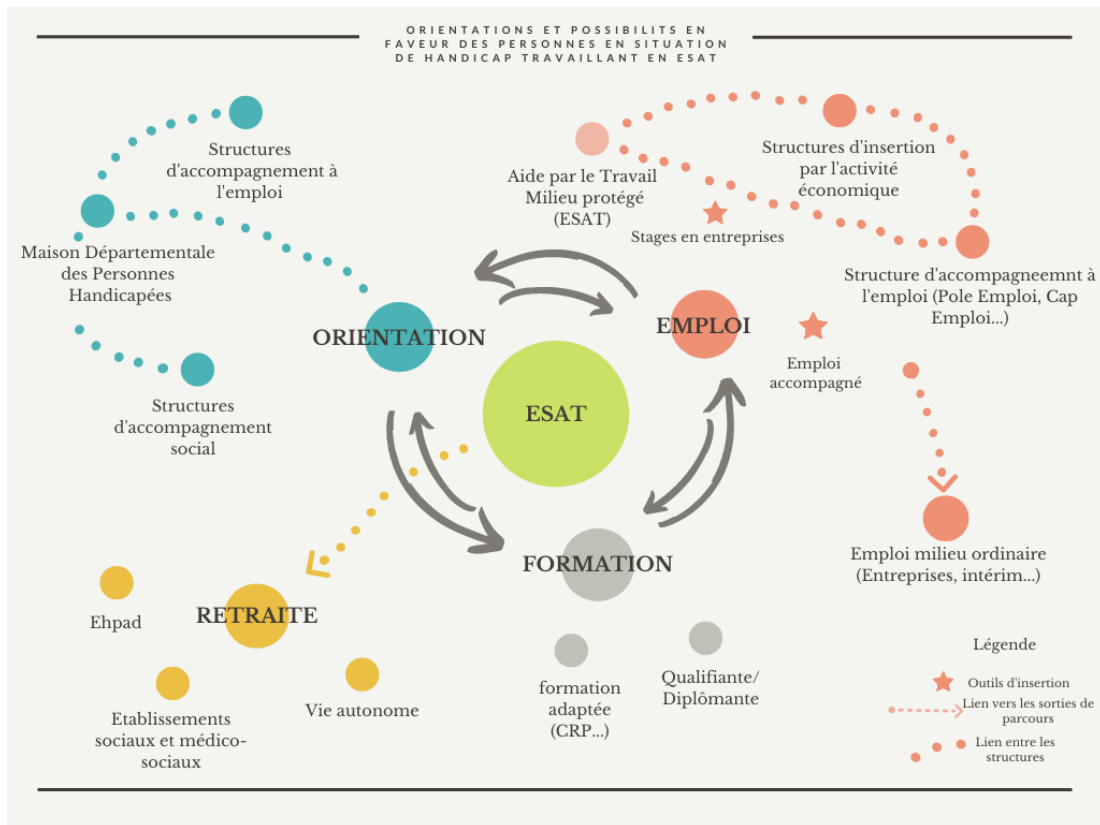 ORIENTATIONS ET POSSIBILITS EN
FAVEUR DES PERSONNES EN SITUATION
DE HANDICAP TRAVAILLANT EN ESAT
Structures
d'accompagnement à
l'emploi
Maison Départementale
des Personnes
Handicapées
Structures
d'accompagnement
social
ORIENTATION
Aide par le Travail
Milieu protégé
(ESAT)
Stages en entreprises
Structures d'insertion
par l'activité
économique
Structure d'accompagneemnt à
l'emploi (Pole Emploi, Cap
Emploi...)
EMPLOI
Emploi
accompagné
ESAT
Emploi milieu ordinaire
(Entreprises, intérim...)
FORMATION
formation
adaptée
(CRP...)
Qualifiante/
Diplômante
RETRAITE
Ehpad
Etablissements
sociaux et médico-
sociaux
Vie autonome
Légende
Outils d'insertion
Lien vers les sorties de
parcours
Lien entre les
structures